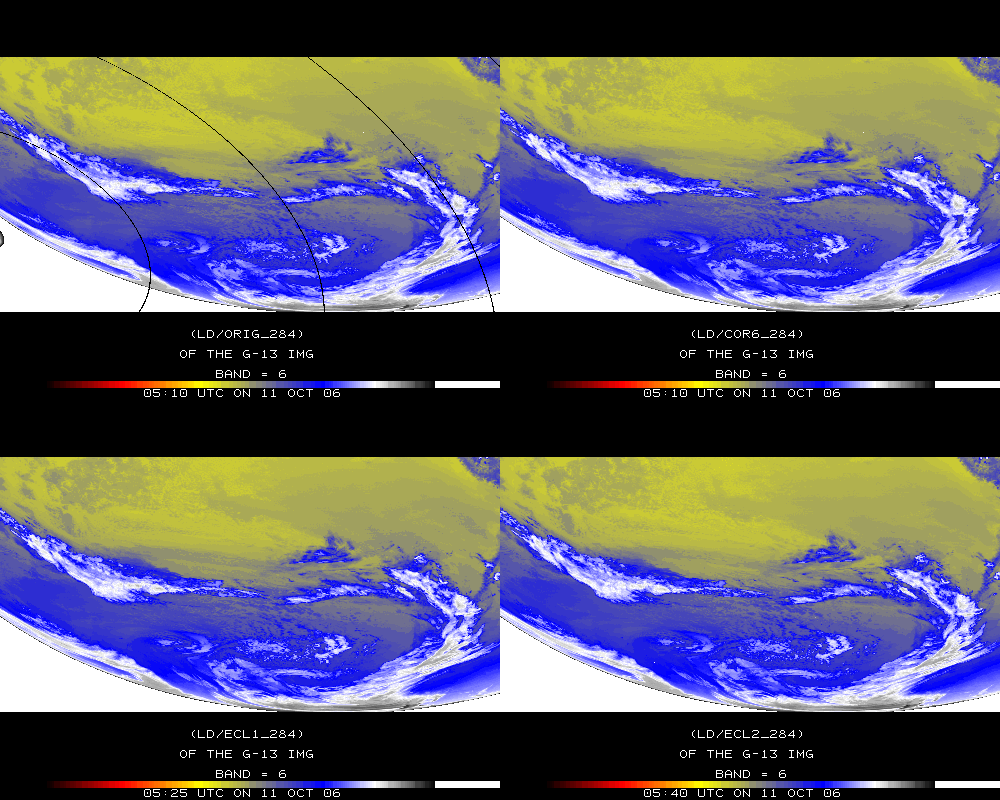 (LD/ORIG_284)
OF THE G-13 IMG
BAND = 6
05:10 UTC ON 11 OCT 06
(LD/COR6_284)
OF THE G-13 IMG
BAND = 6
05:10 UTC ON 11 OCT 06
(LD/ECL1_284)
OF THE G-13 IMG
BAND = 6
05:25 UTC ON 11 OCT 06
(LD/ECL2_284)
OF THE G-13 IMG
BAND = 6
05:40 UTC ON 11 OCT 06